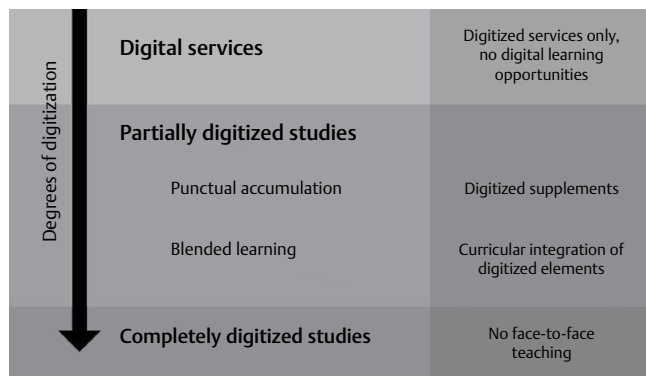 Degrees of digitization
Digital services
Digitized services only,
no digital learning
opportunities
Partially digitized studies
Punctual accumulation
Digitized supplements
Blended learning
Curricular integration of
digitized elements
Completely digitized studies
No face-to-face
teaching